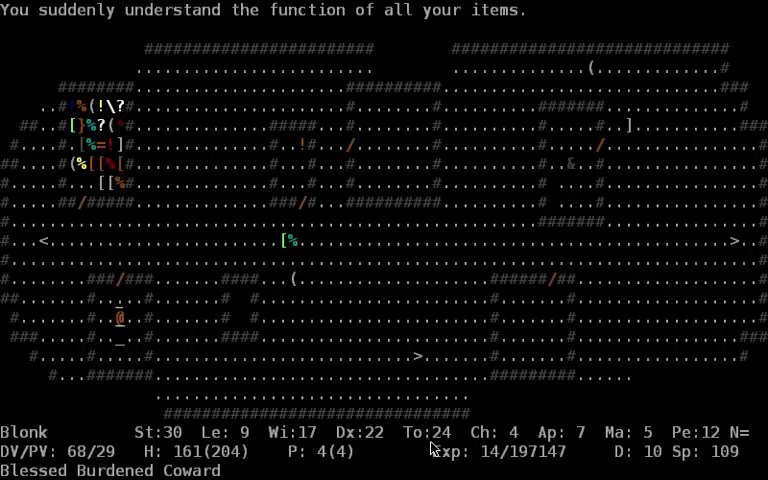 You suddenly understand the function of all your items.
Blonk St:30 Le: 9 Wi:17 Dx:22 To:24 Ch: 4 Ap: 7 Ma: 5 Pe:12 N=
DV/PV: 68/29 H: 161(204) P: 4(4) Exp: 14/197147 D: 10 Sp: 109
Blessed Burdened Coward